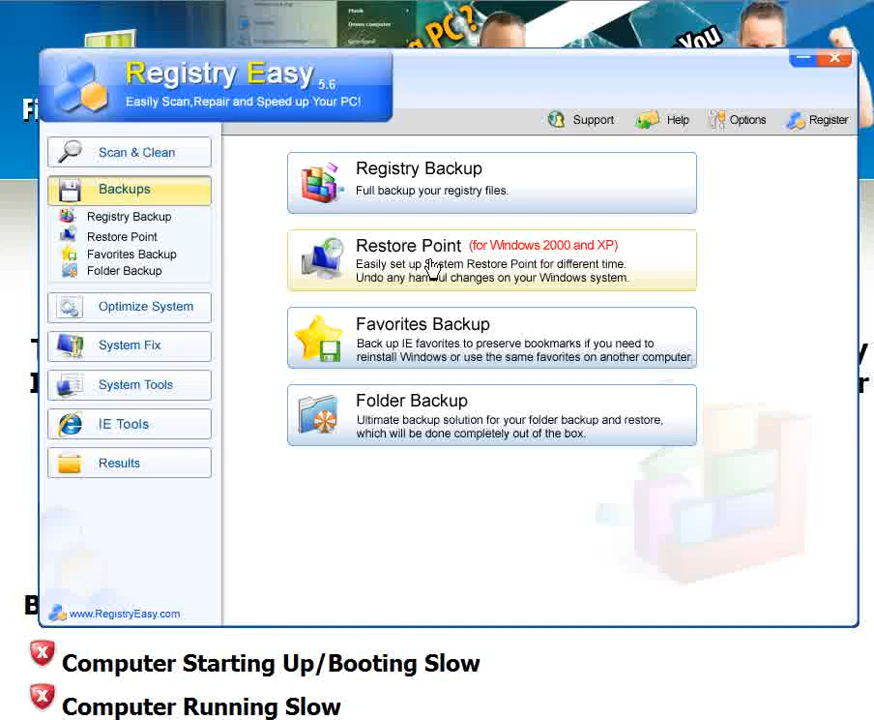 PC?
You
Fi
Registry Easy 5.6
Easily Scan,Repair and Speed up Your PC!
Support Help Options Register
Scan & Clean
Backups
Registry Backup
Restore Point
Favorites Backup
Folder Backup
Optimize System
System Fix
System Tools
IE Tools
Results
www.RegistryEasy.com
Registry Backup
Full backup your registry files.
Restore Point (for Windows 2000 and XP)
Easily set up System Restore Point for different time.
Undo any harmful changes on your Windows system.
Favorites Backup
Back up IE favorites to preserve bookmarks if you need to
reinstall Windows or use the same favorites on another computer
Folder Backup
Ultimate backup solution for your folder backup and restore,
which will be done completely out of the box.
Computer Starting Up/Booting Slow
Computer Running Slow